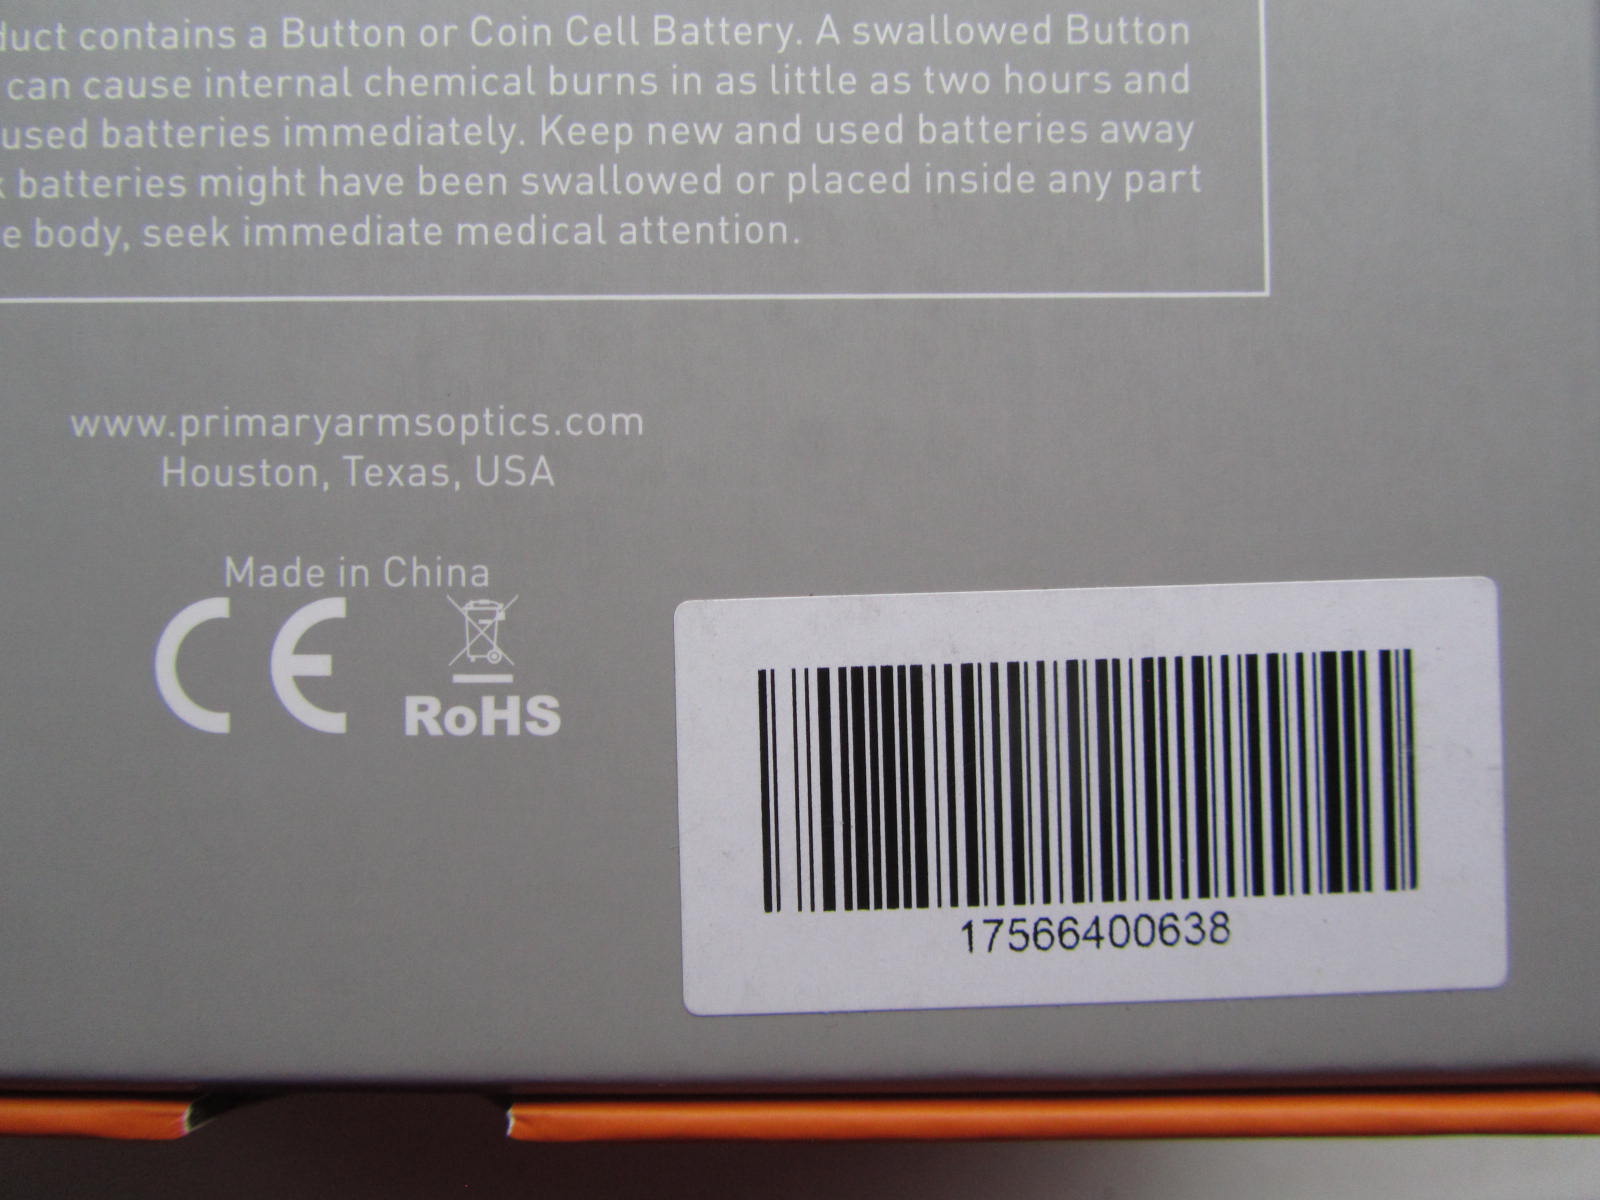 duct contains a Button or Coin Cell Battery. A swallowed Button
can cause internal chemical burns in as little as two hours and
used batteries immediately. Keep new and used batteries away
batteries might have been swallowed or placed inside any part
e body, seek immediate medical attention.
www.primaryarmsoptics.com
Houston, Texas, USA
Made in China
CE
RoHS
17566400638